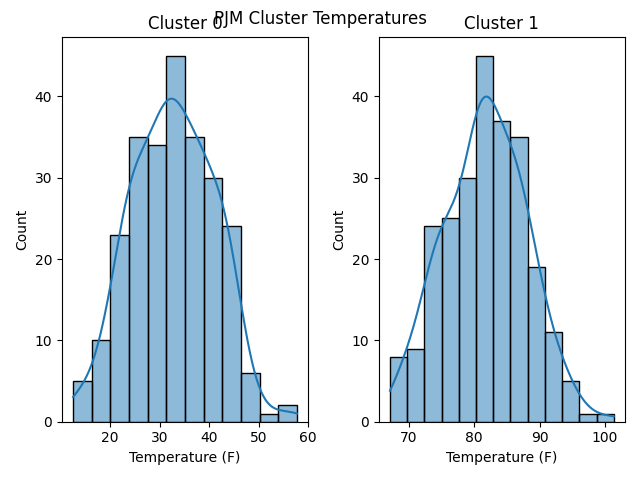 PJM Cluster Temperatures
Cluster 0
Cluster 1
Count
40
30
20
10
0
20 30 40 50 60
Temperature (F)
Count
40
30
20
10
0
70 80 90 100
Temperature (F)